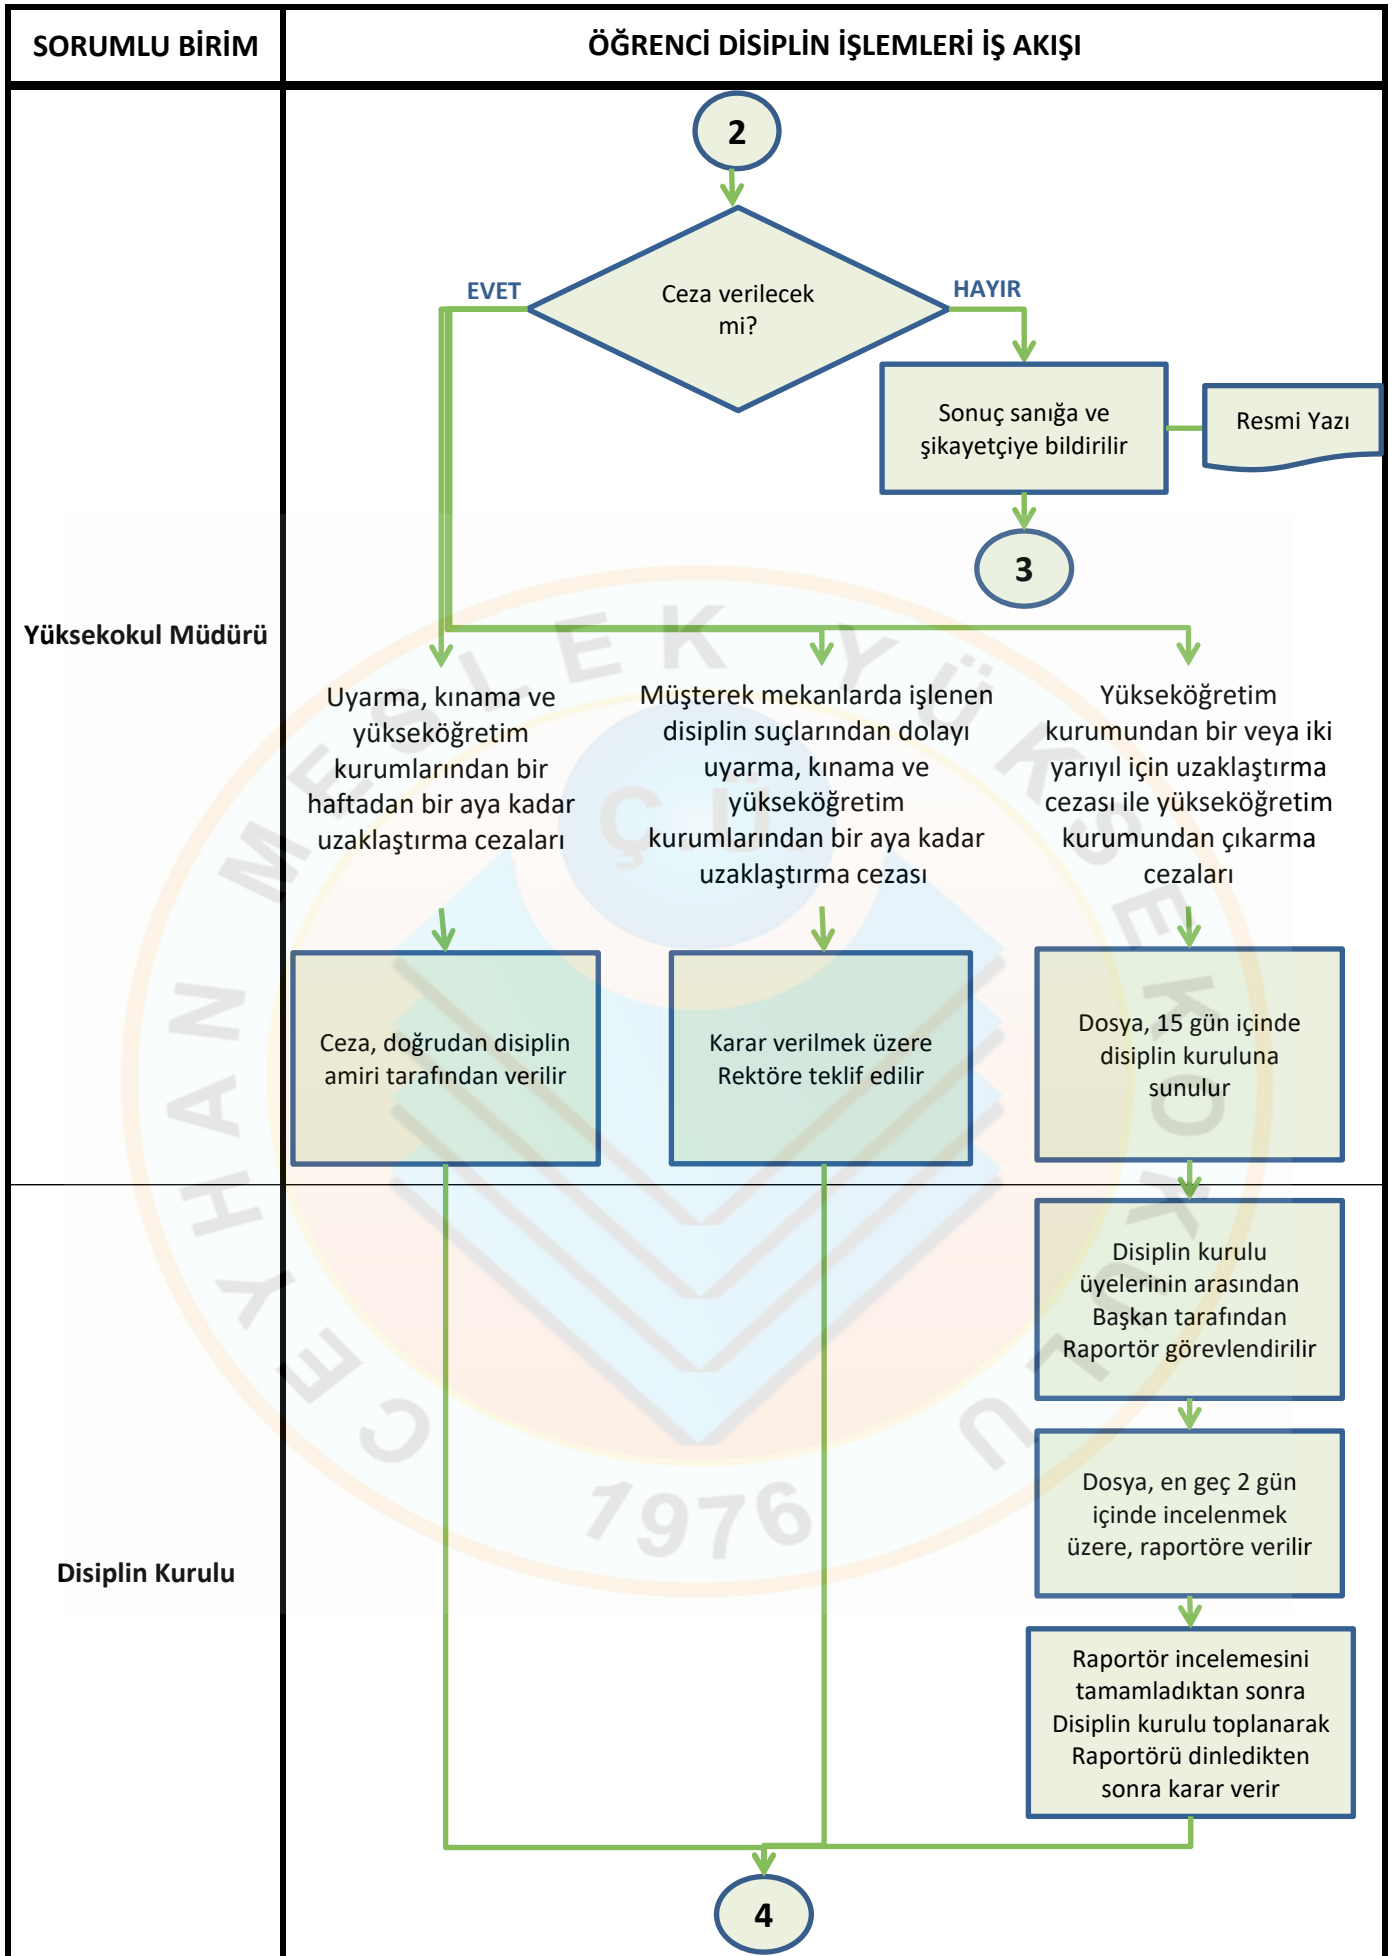 SORUMLU BİRİM
ÖĞRENCİ DİSİPLİN İŞLEMLERİ İŞ AKIŞI
2
Ceza verilecek
mi?
EVET
HAYIR
Sonuç sanığa ve
şikayetçiye bildirilir
Resmi Yazı
3
Yüksekokul Müdürü
Uyarma, kınama ve
yükseköğretim
kurumlarından bir
haftadan bir aya kadar
uzaklaştırma cezaları
Müşterek mekanlarda işlenen
disiplin suçlarından dolayı
uyarma, kınama ve
yükseköğretim
kurumlarından bir aya kadar
uzaklaştırma cezası
Yükseköğretim
kurumundan bir veya iki
yarıyıl için uzaklaştırma
cezası ile yükseköğretim
kurumundan çıkarma
cezaları
Ceza, doğrudan disiplin
amiri tarafından verilir
Karar verilmek üzere
Rektöre teklif edilir
Dosya, 15 gün içinde
disiplin kuruluna
sunulur
Disiplin kurulu
üyelerinin arasından
Başkan tarafından
Raportör görevlendirilir
Dosya, en geç 2 gün
içinde incelenmek
üzere, raportöre verilir
Disiplin Kurulu
Raportör incelemesini
tamamladıktan sonra
Disiplin kurulu toplanarak
Raportörü dinledikten
sonra karar verir
4
CEYHAN MESLEK YÜKSEKOKULU
Ç.Ü.
1976